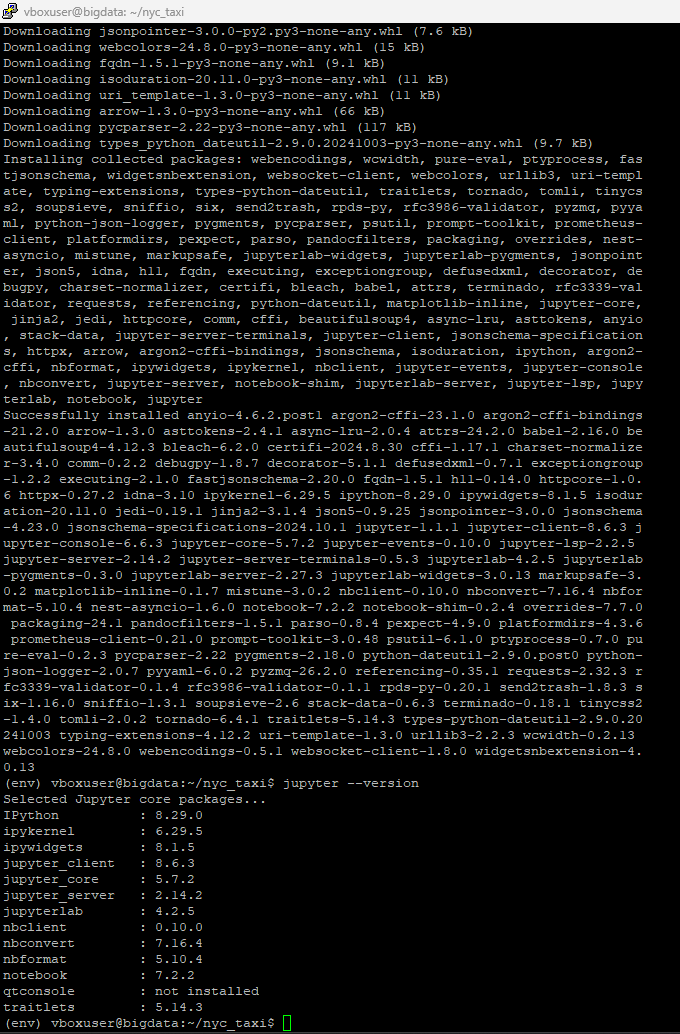 vboxuser@bigdata: ~/nyc_taxi
Downloading jsonpointer-3.0.0-py2.py3-none-any.whl (7.6 kB)
Downloading webcolors-24.8.0-py3-none-any.whl (15 kB)
Downloading fqdn-1.5.1-py3-none-any.whl (9.1 kB)
Downloading isoduration-20.11.0-py3-none-any.whl (11 kB)
Downloading uri_template-1.3.0-py3-none-any.whl (11 kB)
Downloading arrow-1.3.0-py3-none-any.whl (66 kB)
Downloading pycparser-2.22-py3-none-any.whl (117 kB)
Downloading types_python_dateutil-2.9.0.20241003-py3-none-any.whl (9.7 kB)
Installing collected packages: webencodings, wcwidth, pure-eval, ptyprocess, fas
tjsonschema, widgetsnbextension, websocket-client, webcolors, urllib3, uri-templ
ate, typing-extensions, types-python-dateutil, traitlets, tornado, tomli, tinycs
s2, soupsieve, sniffio, six, send2trash, rpds-py, rfc3986-validator, pyzmq, pyya
ml, python-json-logger, pygments, pycparser, psutil, prompt-toolkit, prometheus-
client, platformdirs, pexpect, parso, pandocfilters, packaging, overrides, nest-
asyncio, mistune, markupsafe, jupyterlab-widgets, jupyterlab-pygments, jsonpoint
er, json5, idna, h11, fqdn, executing, exceptiongroup, defusedxml, decorator, de
bugpy, charset-normalizer, certifi, bleach, babel, attrs, terminado, rfc3339-val
idator, requests, referencing, python-dateutil, matplotlib-inline, jupyter-core,
 jinja2, jedi, httpcore, comm, cffi, beautifulsoup4, async-lru, asttokens, anyio
, stack-data, jupyter-server-terminals, jupyter-client, jsonschema-specification
s, httpx, arrow, argon2-cffi-bindings, jsonschema, isoduration, ipython, argon2-
cffi, nbformat, ipywidgets, ipykernel, nbclient, jupyter-events, jupyter-console
, nbconvert, jupyter-server, notebook-shim, jupyterlab-server, jupyter-lsp, jupy
terlab, notebook, jupyter
Successfully installed anyio-4.6.2.post1 argon2-cffi-23.1.0 argon2-cffi-bindings
-21.2.0 arrow-1.3.0 asttokens-2.4.1 async-lru-2.0.4 attrs-24.2.0 babel-2.16.0 be
autifulsoup4-4.12.3 bleach-6.2.0 certifi-2024.8.30 cffi-1.17.1 charset-normalize
r-3.4.0 comm-0.2.2 debugpy-1.8.7 decorator-5.1.1 defusedxml-0.7.1 exceptiongroup
-1.2.2 executing-2.1.0 fastjsonschema-2.20.0 fqdn-1.5.1 h11-0.14.0 httpcore-1.0.
6 httpx-0.27.2 idna-3.10 ipykernel-6.29.5 ipython-8.29.0 ipywidgets-8.1.5 isodur
ation-20.11.0 jedi-0.19.1 jinja2-3.1.4 json5-0.9.25 jsonpointer-3.0.0 jsonschema
-4.23.0 jsonschema-specifications-2024.10.1 jupyter-1.1.1 jupyter-client-8.6.3 j
upyter-console-6.6.3 jupyter-core-5.7.2 jupyter-events-0.10.0 jupyter-lsp-2.2.5
jupyter-server-2.14.2 jupyter-server-terminals-0.5.3 jupyterlab-4.2.5 jupyterlab
-pygments-0.3.0 jupyterlab-server-2.27.3 jupyterlab-widgets-3.0.13 markupsafe-3.
0.2 matplotlib-inline-0.1.7 mistune-3.0.2 nbclient-0.10.0 nbconvert-7.16.4 nbfor
mat-5.10.4 nest-asyncio-1.6.0 notebook-7.2.2 notebook-shim-0.2.4 overrides-7.7.0
 packaging-24.1 pandocfilters-1.5.1 parso-0.8.4 pexpect-4.9.0 platformdirs-4.3.6
 prometheus-client-0.21.0 prompt-toolkit-3.0.48 psutil-6.1.0 ptyprocess-0.7.0 pu
re-eval-0.2.3 pycparser-2.22 pygments-2.18.0 python-dateutil-2.9.0.post0 python-
json-logger-2.0.7 pyyaml-6.0.2 pyzmq-26.2.0 referencing-0.35.1 requests-2.32.3 r
fc3339-validator-0.1.4 rfc3986-validator-0.1.1 rpds-py-0.20.1 send2trash-1.8.3 s
ix-1.16.0 sniffio-1.3.1 soupsieve-2.6 stack-data-0.6.3 terminado-0.18.1 tinycss2
-1.4.0 tomli-2.0.2 tornado-6.4.1 traitlets-5.14.3 types-python-dateutil-2.9.0.20
241003 typing-extensions-4.12.2 uri-template-1.3.0 urllib3-2.2.3 wcwidth-0.2.13
webcolors-24.8.0 webencodings-0.5.1 websocket-client-1.8.0 widgetsnbextension-4.
0.13
(env) vboxuser@bigdata:~/nyc_taxi$ jupyter --version
Selected Jupyter core packages...
IPython          : 8.29.0
ipykernel        : 6.29.5
ipywidgets       : 8.1.5
jupyter_client   : 8.6.3
jupyter_core     : 5.7.2
jupyter_server   : 2.14.2
jupyterlab       : 4.2.5
nbclient         : 0.10.0
nbconvert        : 7.16.4
nbformat         : 5.10.4
notebook         : 7.2.2
qtconsole        : not installed
traitlets        : 5.14.3
(env) vboxuser@bigdata:~/nyc_taxi$